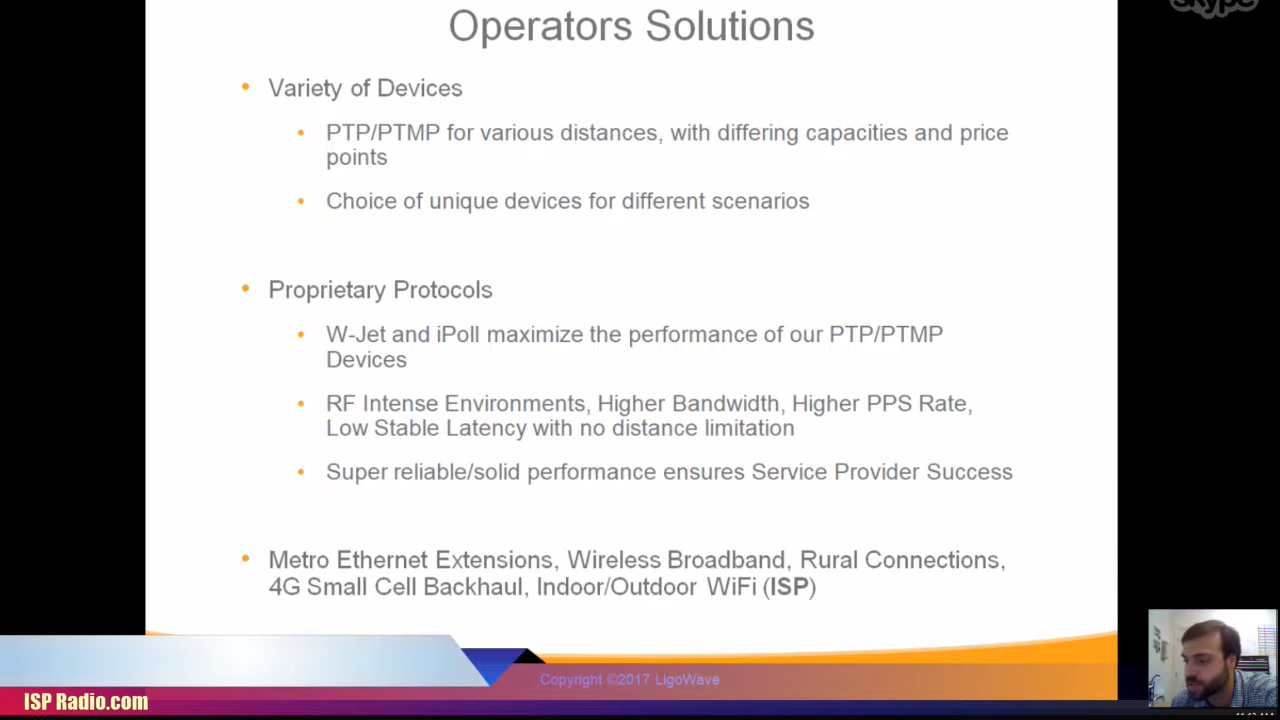 skype
Operators Solutions
• Variety of Devices
• PTP/PTMP for various distances, with differing capacities and price
points
• Choice of unique devices for different scenarios
• Proprietary Protocols
• W-Jet and iPoll maximize the performance of our PTP/PTMP
Devices
• RF Intense Environments, Higher Bandwidth, Higher PPS Rate,
Low Stable Latency with no distance limitation
• Super reliable/solid performance ensures Service Provider Success
• Metro Ethernet Extensions, Wireless Broadband, Rural Connections,
4G Small Cell Backhaul, Indoor/Outdoor WiFi (ISP)
Copyright ©2017 LigoWave
ISP Radio.com